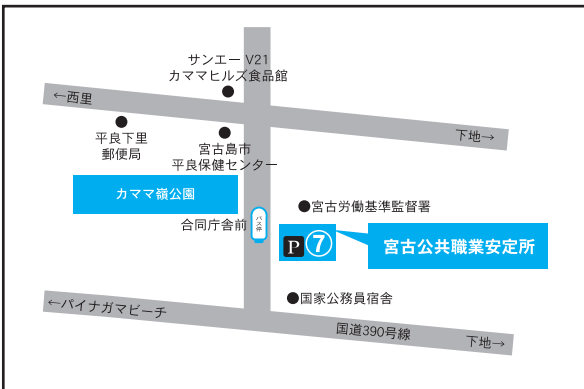 サンエー V21
カママヒルズ食品館
←西里
下地→
平良下里
郵便局
宮古島市
平良保健センター
カママ嶺公園
宮古労働基準監督署
合同庁舎前
バス停
P⑦
宮古公共職業安定所
国家公務員宿舎
←パイナガマビーチ
国道390号線
下地→